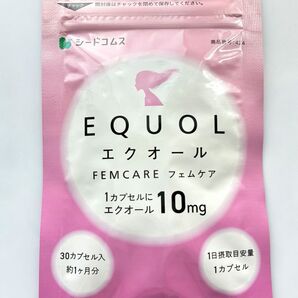 シードコムス
EQUOL
エクオール
FEMCARE フェムケア
1カプセルに
エクオール 10mg
30カプセル入
約1ヶ月分
1日摂取目安量
1カプセル